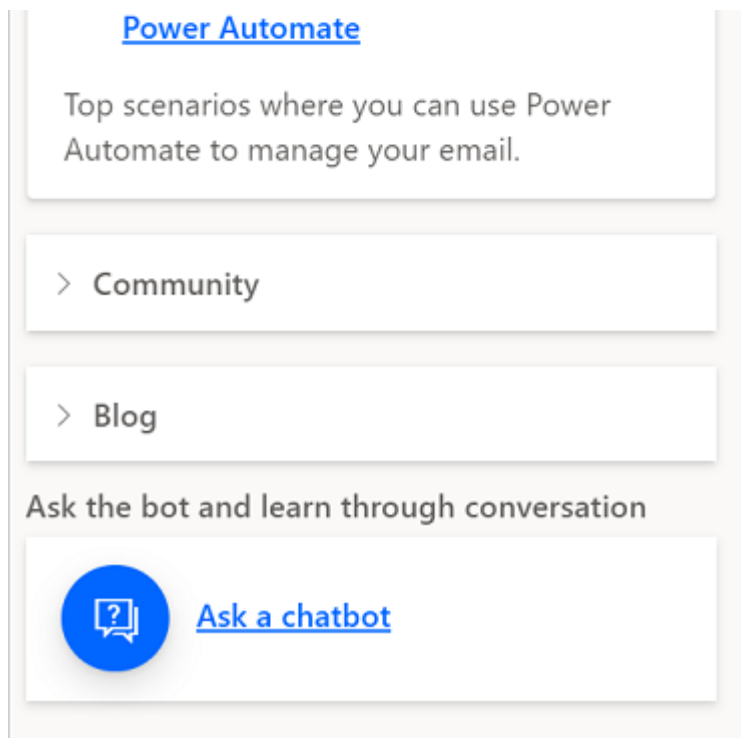 Power Automate
Top scenarios where you can use Power
Automate to manage your email.
Community
Blog
Ask the bot and learn through conversation
Ask a chatbot